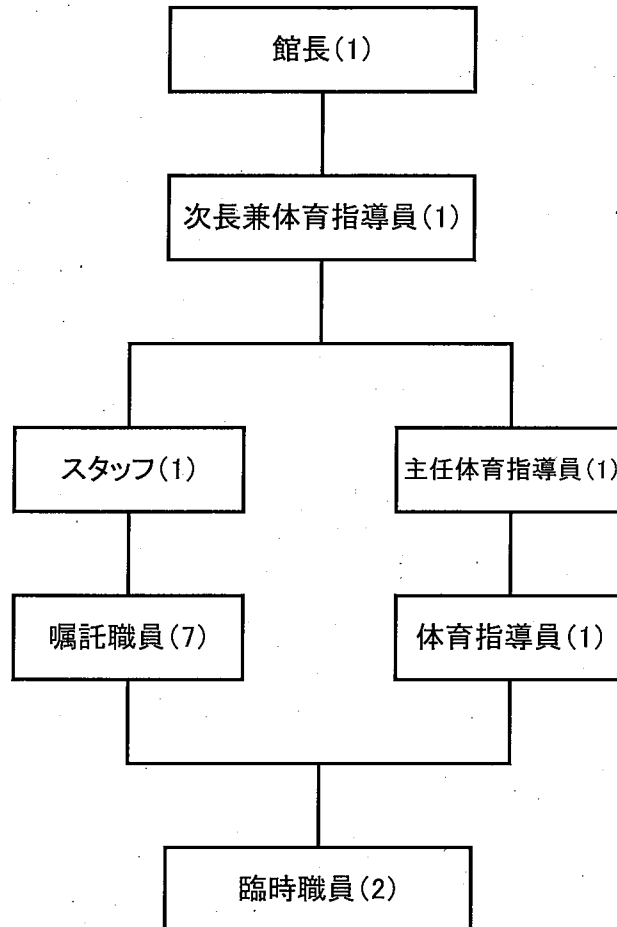 館長(1)
次長兼体育指導員(1)
スタッフ(1)
主任体育指導員(1)
嘱託職員(7)
体育指導員(1)
臨時職員(2)